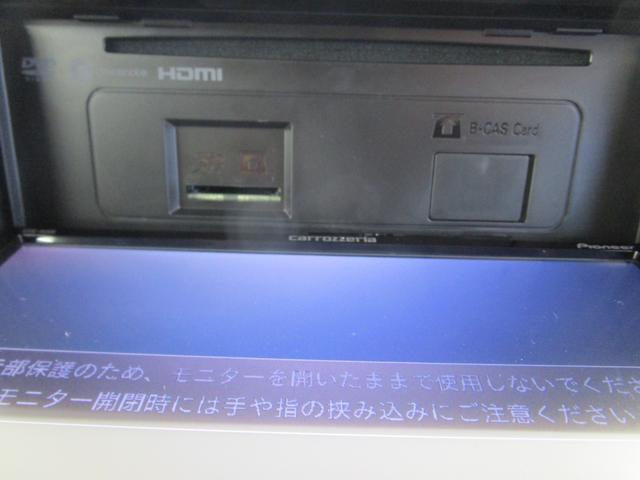 HDMI
B-CAS Card
carrozzeria
Pioneer
部保護のため、モニターを開いたままで使用しないでくださ
モニター開閉時には手や指の挟み込みにご注意ください